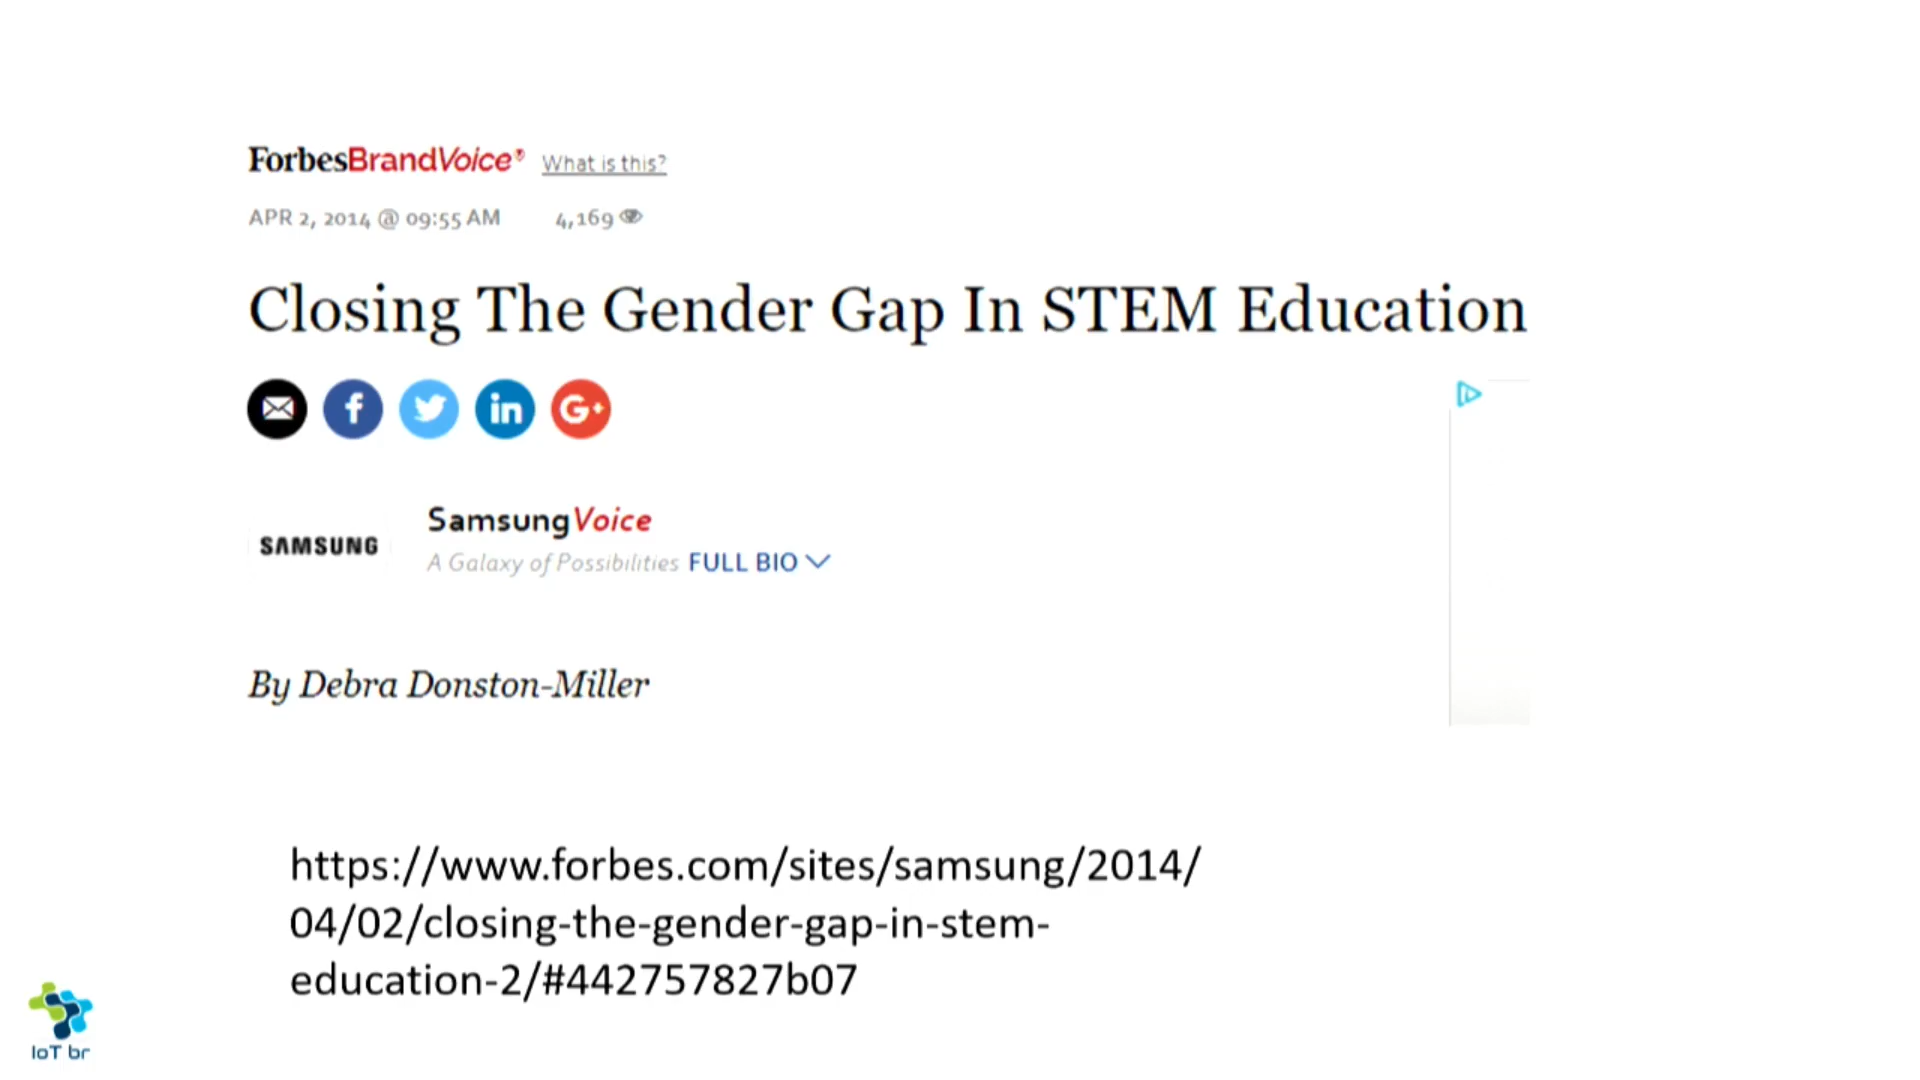 ForbesBrandVoice® What is this?
APR 2, 2014 @ 09:55 AM 4,169
Closing The Gender Gap In STEM Education
f in G+
SAMSUNG
SamsungVoice
A Galaxy of Possibilities FULL BIO
By Debra Donston-Miller
https://www.forbes.com/sites/samsung/2014/
04/02/closing-the-gender-gap-in-stem-
education-2/#442757827b07
IoT br